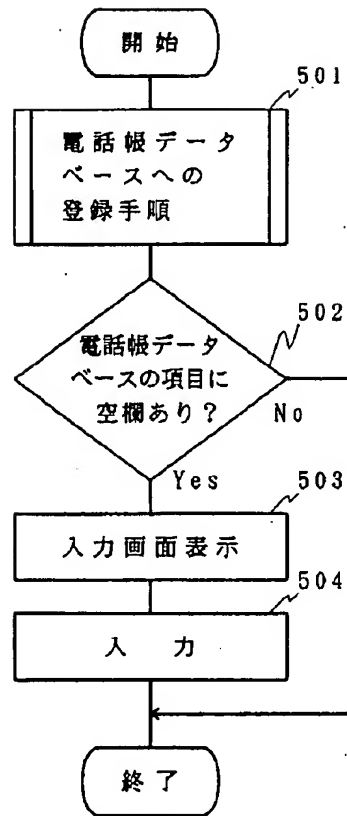 開始
501
電話帳データ
ベースへの
登録手順
502
電話帳データ
ベースの項目に
空欄あり？
No
Yes
503
入力画面表示
504
入力
終了